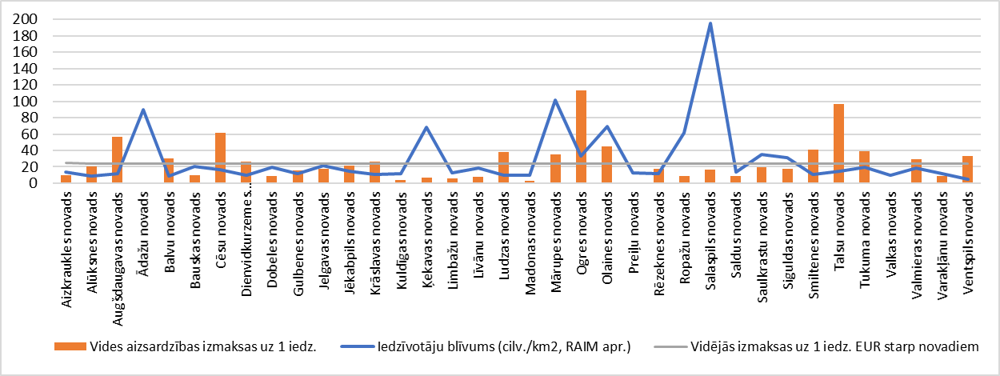 200
180
160
140
120
100
80
60
40
20
0
Aizkraukles novads
Alūksnes novads
Augšdaugavas novads
Ādažu novads
Balvu novads
Bauskas novads
Cēsu novads
Dienvidkurzemes…
Dobeles novads
Gulbenes novads
Jelgavas novads
Jēkabpils novads
Krāslavas novads
Kuldīgas novads
Ķekavas novads
Limbažu novads
Līvānu novads
Ludzas novads
Madonas novads
Mārupes novads
Ogres novads
Olaines novads
Preiļu novads
Rēzeknes novads
Ropažu novads
Salaspils novads
Saldus novads
Saulkrastu novads
Siguldas novads
Smiltenes novads
Talsu novads
Tukuma novads
Valkas novads
Valmieras novads
Varakļānu novads
Ventspils novads
Vides aizsardzības izmaksas uz 1 iedz.
Iedzīvotāju blīvums (cilv./km2, RAIM apr.)
Vidējās izmaksas uz 1 iedz. EUR starp novadiem